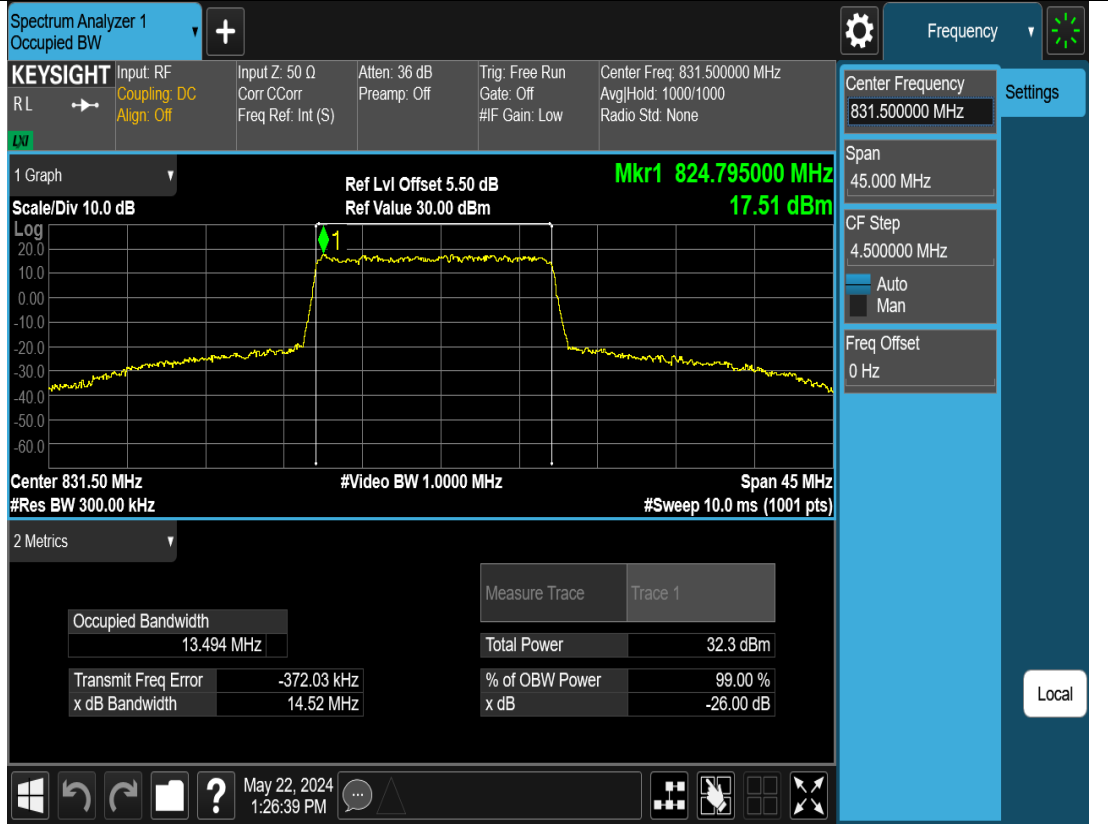 Spectrum Analyzer 1
Occupied BW
+
Frequency
KEYSIGHT
R L
LXI
Input: RF
Coupling: DC
Align: Off
Input Z: 50 Ω
Corr CCorr
Freq Ref: Int (S)
Atten: 36 dB
Preamp: Off
Trig: Free Run
Gate: Off
#IF Gain: Low
Center Freq: 831.500000 MHz
Avg|Hold: 1000/1000
Radio Std: None
Center Frequency
831.500000 MHz
Settings
Span
45.000 MHz
CF Step
4.500000 MHz
Auto
Man
Freq Offset
0 Hz
Local
1 Graph
Scale/Div 10.0 dB
Ref Lvl Offset 5.50 dB
Ref Value 30.00 dBm
Mkr1 824.795000 MHz
17.51 dBm
Log
1
20.0
10.0
0.00
-10.0
-20.0
-30.0
-40.0
-50.0
-60.0
Center 831.50 MHz
#Video BW 1.0000 MHz
Span 45 MHz
#Res BW 300.00 kHz
#Sweep 10.0 ms (1001 pts)
2 Metrics
Measure Trace
Trace 1
Occupied Bandwidth
13.494 MHz
Total Power
32.3 dBm
Transmit Freq Error
-372.03 kHz
% of OBW Power
99.00 %
x dB Bandwidth
14.52 MHz
x dB
-26.00 dB
?
May 22, 2024
1:26:39 PM